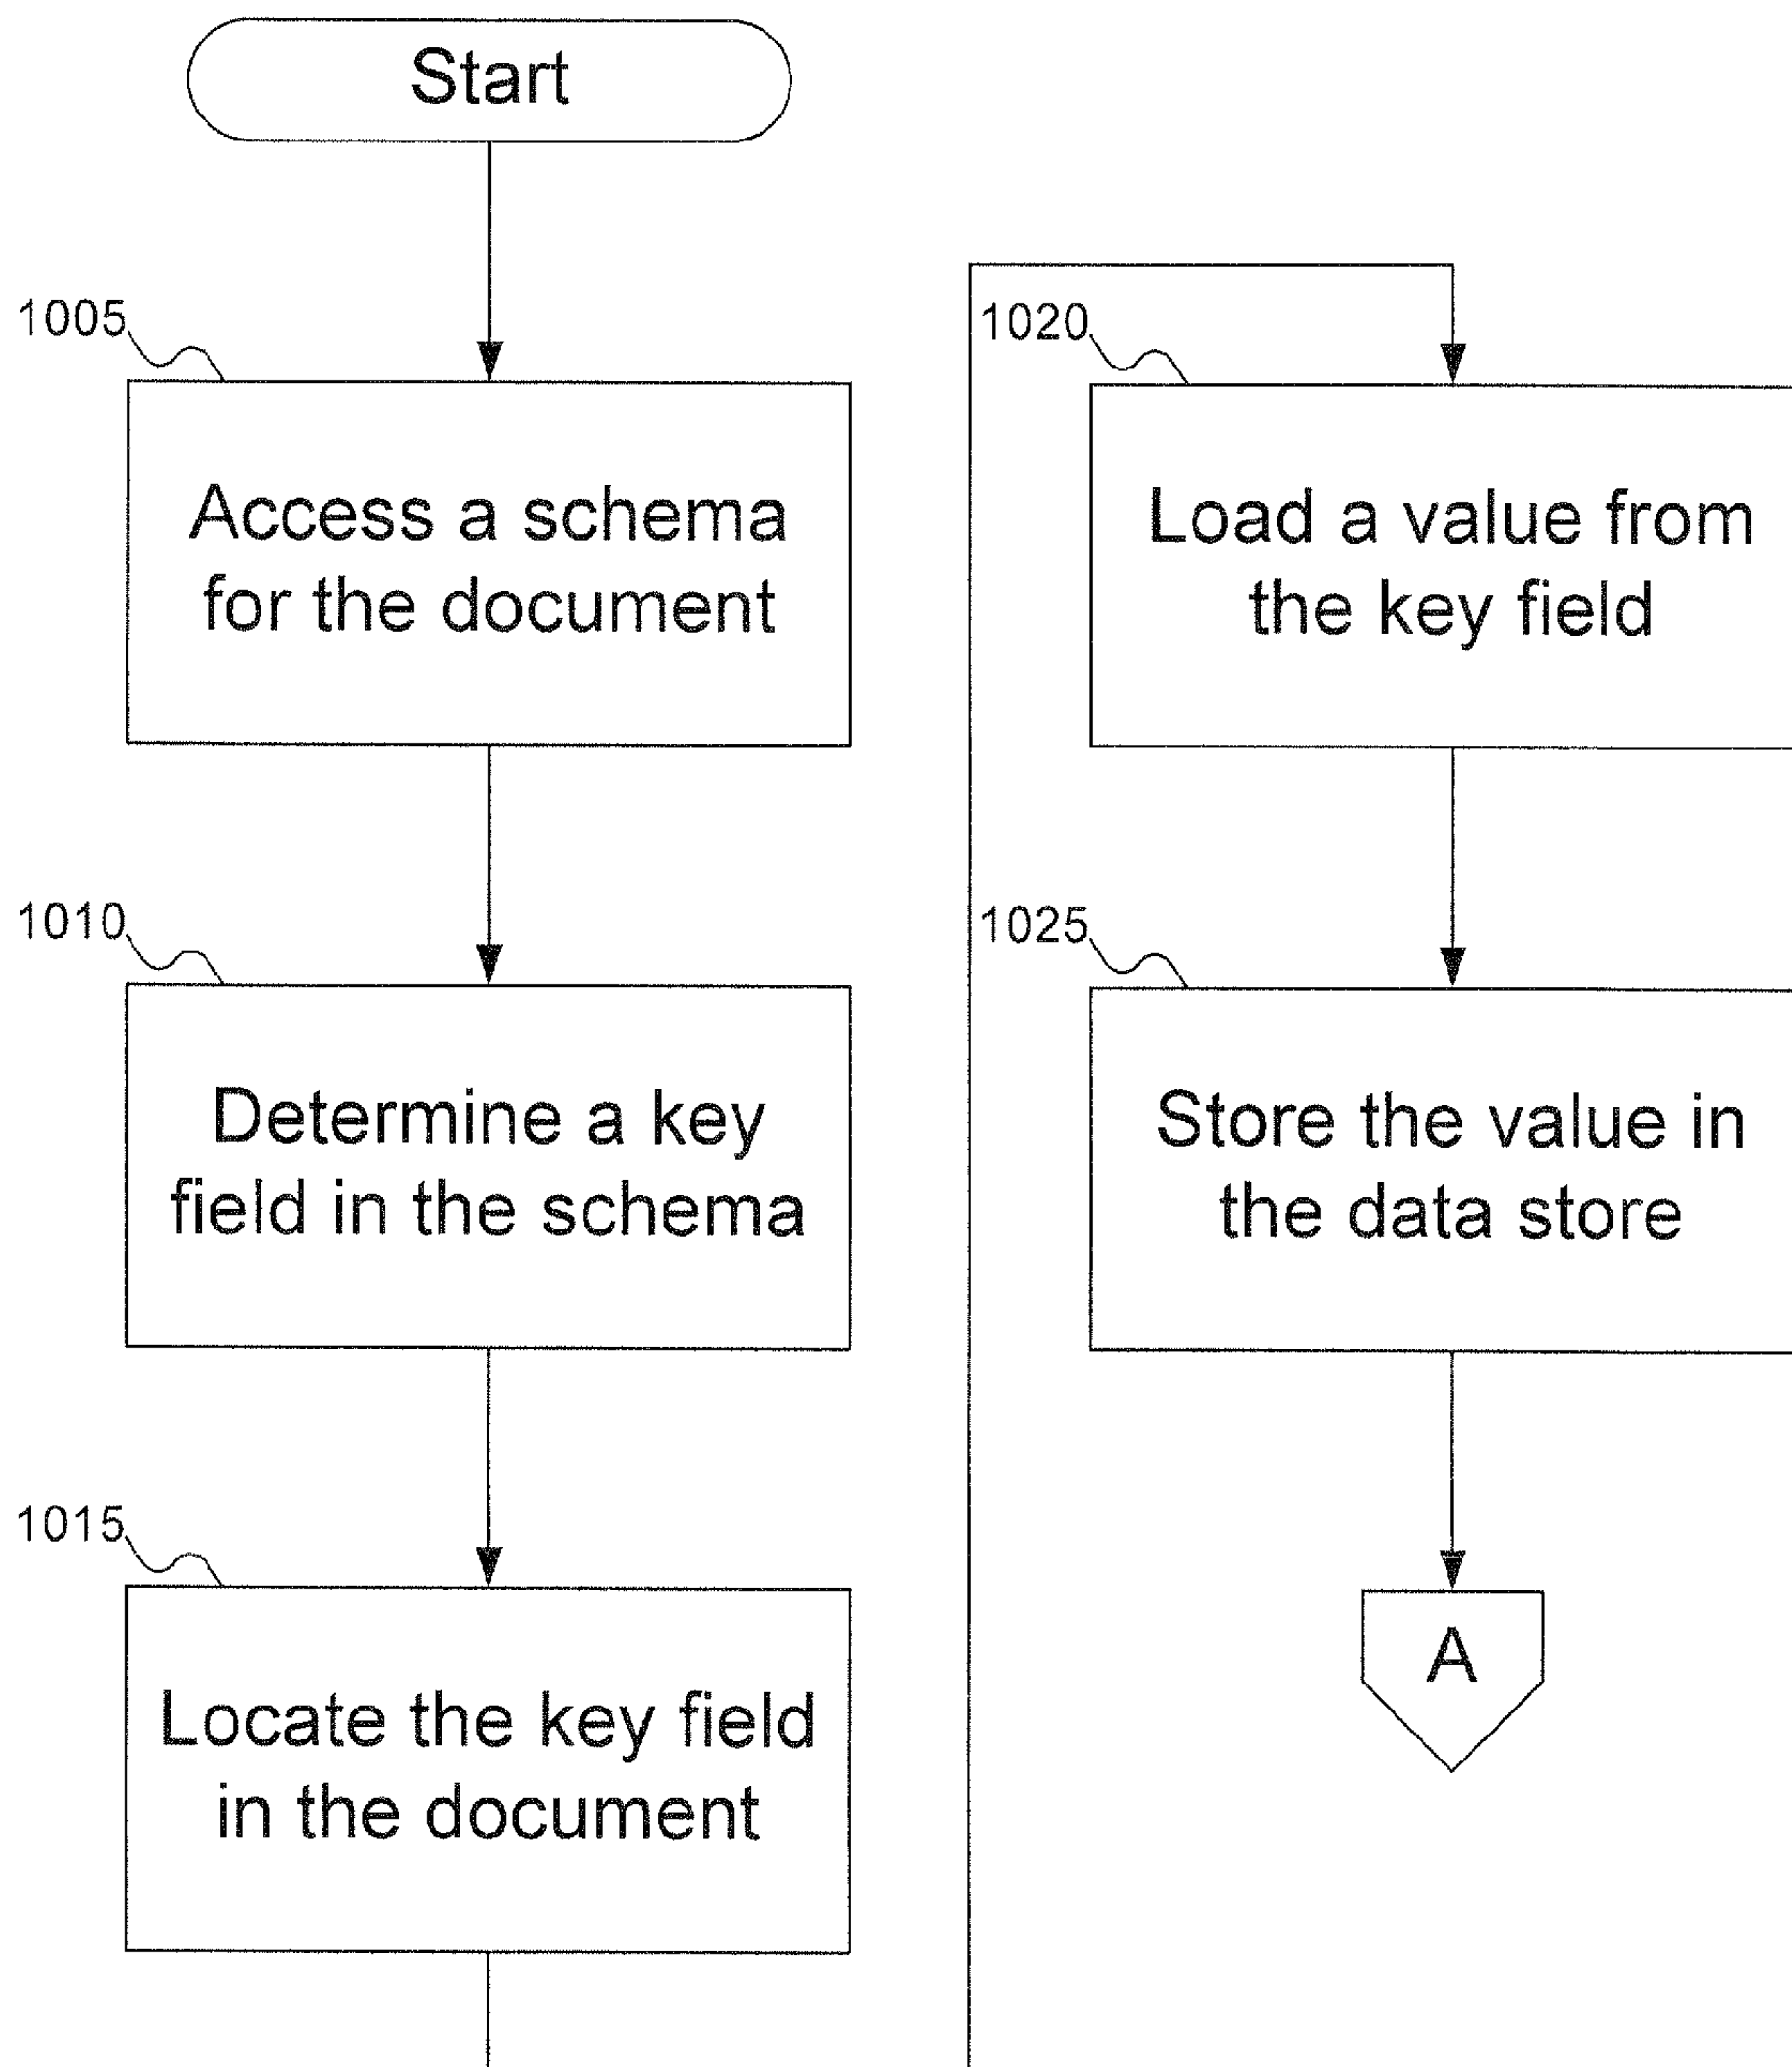 Start
1005
Access a schema
for the document
1010
Determine a key
field in the schema
1015
Locate the key field
in the document
1020
Load a value from
the key field
1025
Store the value in
the data store
A